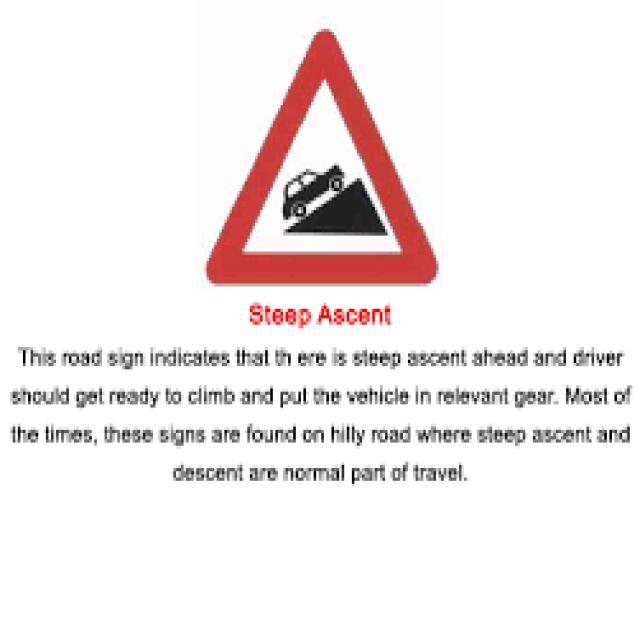 Steep Ascent
This road sign indicates that th ere is steep ascent ahead and driver
should get ready to climb and put the vehicle in relevant gear. Most of
the times, these signs are found on hilly road where steep ascent and
descent are normal part of travel.